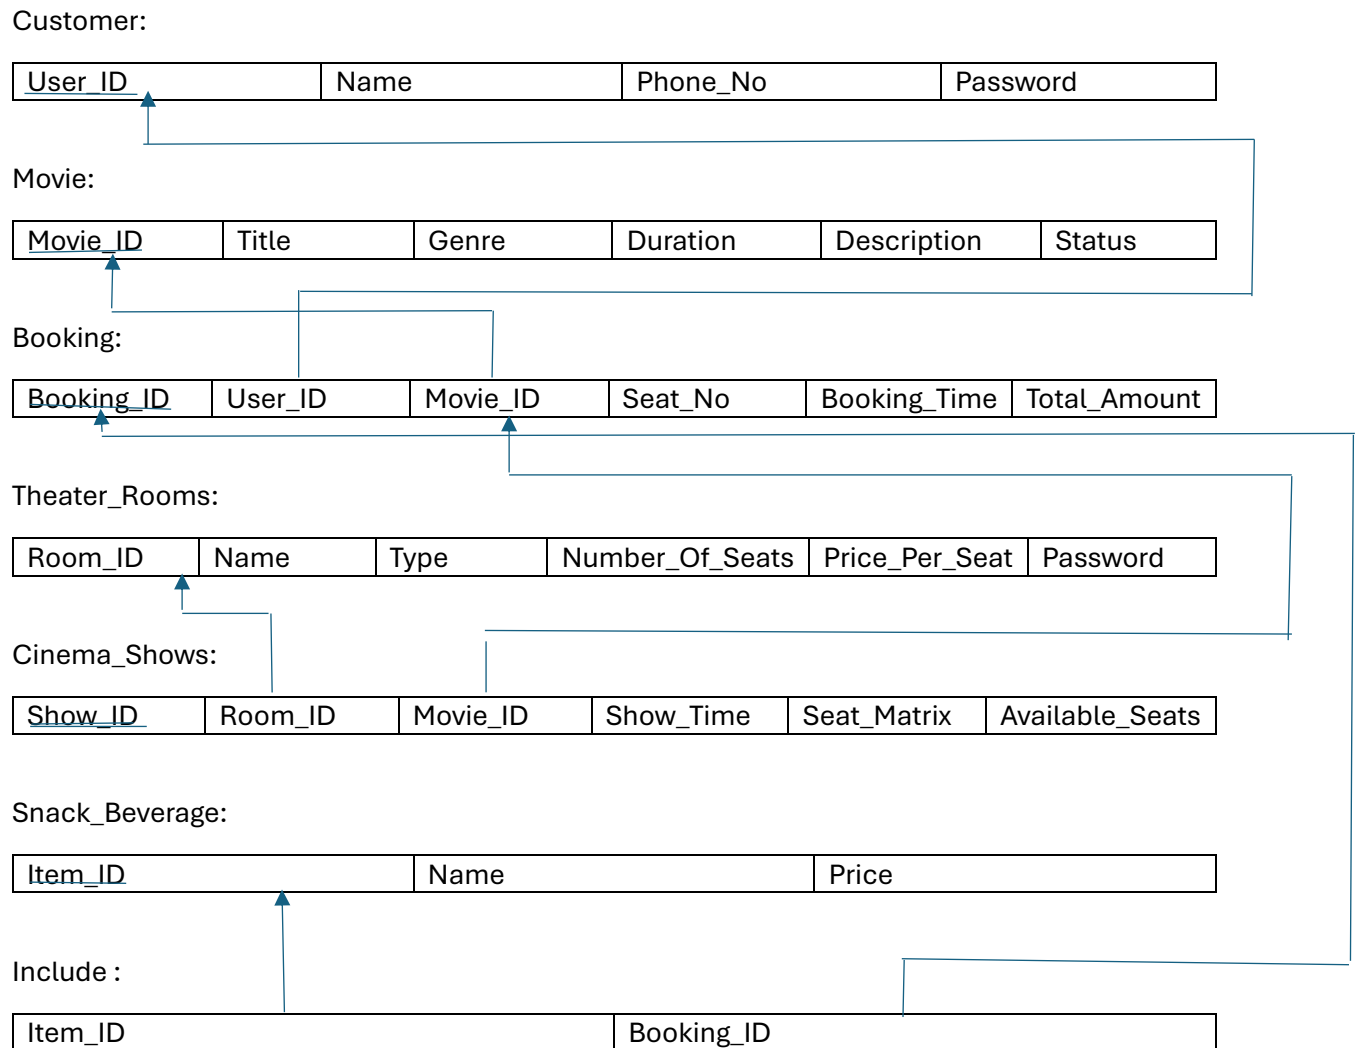 Customer:
User_ID Name Phone_No Password
Movie:
Movie_ID Title Genre Duration Description Status
Booking:
Booking_ID User_ID Movie_ID Seat_No Booking_Time Total_Amount
Theater_Rooms:
Room_ID Name Type Number_Of_Seats Price_Per_Seat Password
Cinema_Shows:
Show_ID Room_ID Movie_ID Show_Time Seat_Matrix Available_Seats
Snack_Beverage:
Item_ID Name Price
Include :
Item_ID Booking_ID